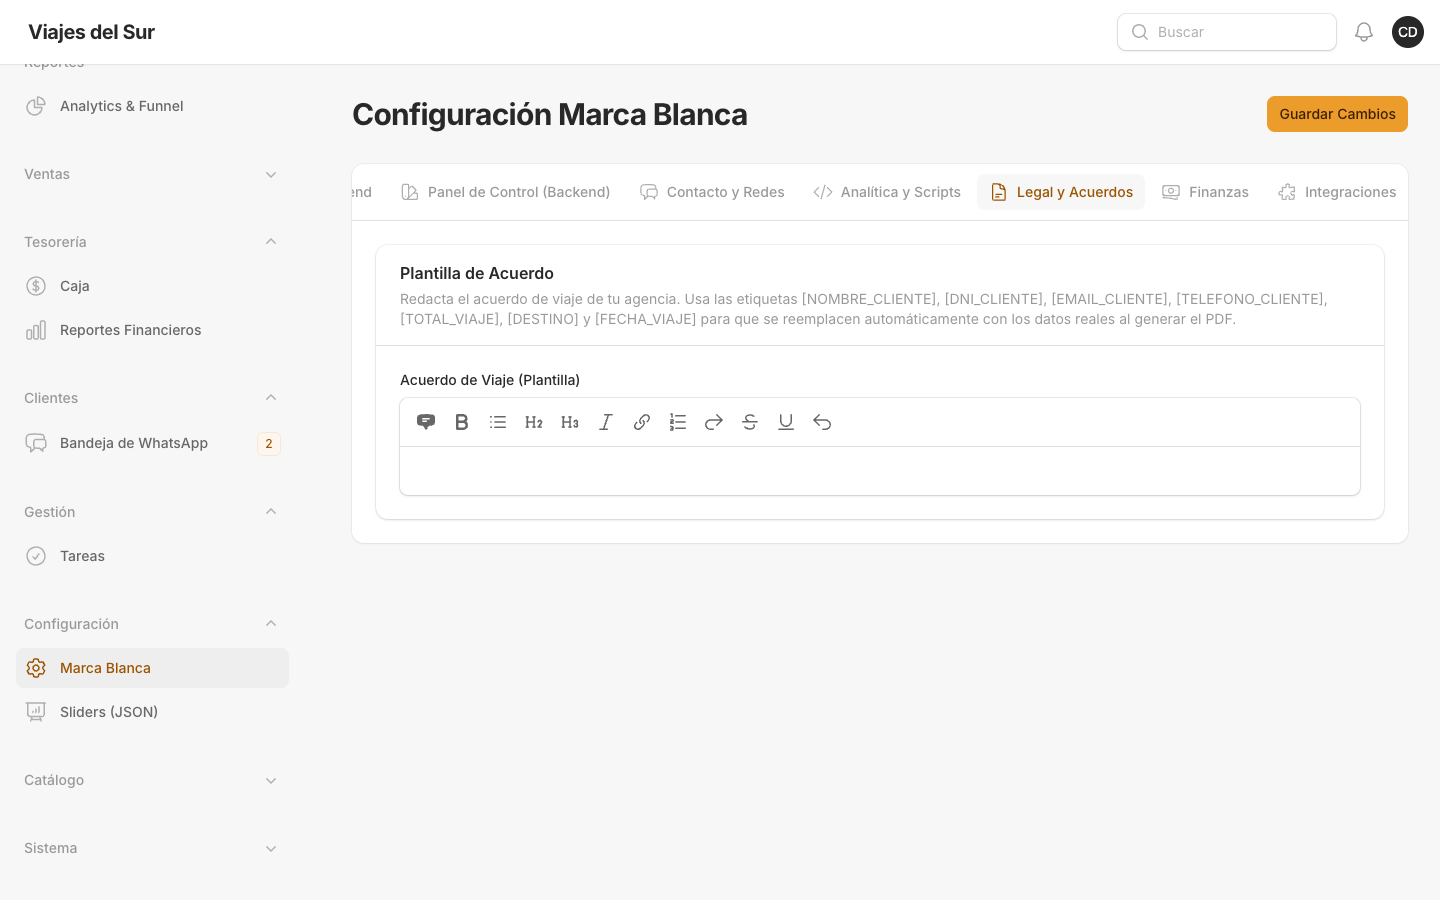 Viajes del Sur
Buscar
CD
Reportes
Analytics & Funnel
Ventas
Tesorería
Caja
Reportes Financieros
Clientes
Bandeja de WhatsApp
2
Gestión
Tareas
Configuración
Marca Blanca
Sliders (JSON)
Catálogo
Sistema
Configuración Marca Blanca
Guardar Cambios
end
Panel de Control (Backend)
Contacto y Redes
Analítica y Scripts
Legal y Acuerdos
Finanzas
Integraciones
Plantilla de Acuerdo
Redacta el acuerdo de viaje de tu agencia. Usa las etiquetas [NOMBRE_CLIENTE], [DNI_CLIENTE], [EMAIL_CLIENTE], [TELEFONO_CLIENTE],
[TOTAL_VIAJE], [DESTINO] y [FECHA_VIAJE] para que se reemplacen automáticamente con los datos reales al generar el PDF.
Acuerdo de Viaje (Plantilla)
B H2 H3 I S U